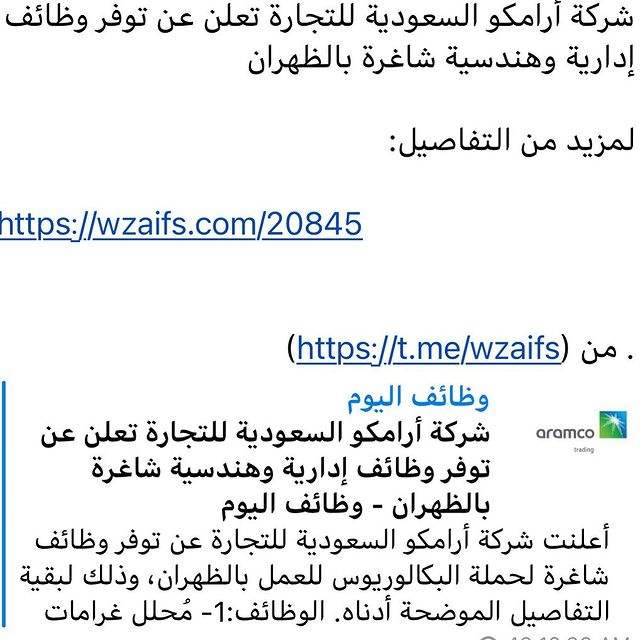 شركة أرامكو السعودية للتجارة تعلن عن توفر وظائف
إدارية وهندسية شاغرة بالظهران
لمزيد من التفاصيل:
https://wzaifs.com/20845
. من (https://t.me/wzaifs)
وظائف اليوم
شركة أرامكو السعودية للتجارة تعلن عن
توفر وظائف إدارية وهندسية شاغرة
بالظهران - وظائف اليوم
aramco
trading
أعلنت شركة أرامكو السعودية للتجارة عن توفر وظائف
شاغرة لحملة البكالوريوس للعمل بالظهران، وذلك لبقية
التفاصيل الموضحة أدناه. الوظائف:1- مُحلل غرامات